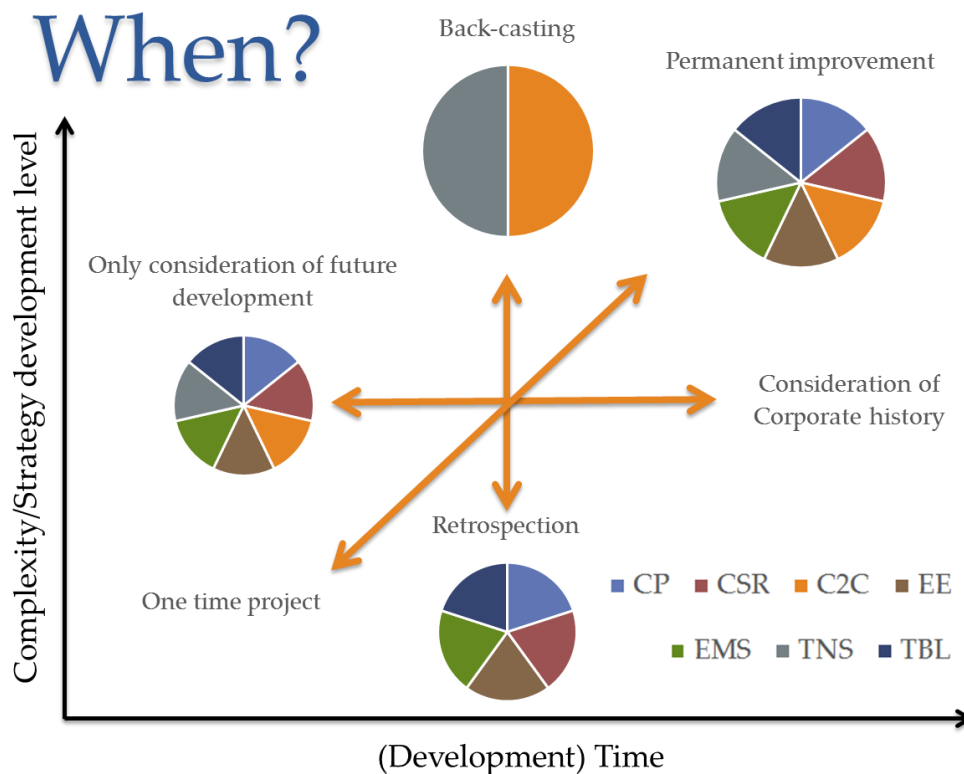 When?
Back-casting
Permanent improvement
Complexity/Strategy development level
Only consideration of future
development
Consideration of
Corporate history
Retrospection
One time project
CP CSR C2C EE
EMS TNS TBL
(Development) Time